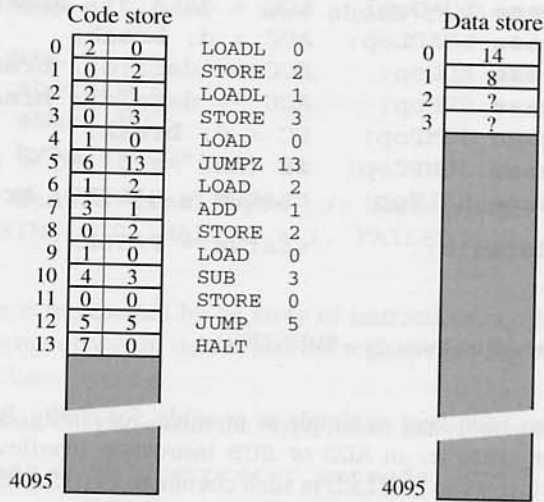 Code store Data store
0 2 0 LOADL 0 0 14
1 0 2 STORE 2 1 8
2 2 1 LOADL 1 2 ?
3 0 3 STORE 3 3 ?
4 1 0 LOAD 0
5 6 13 JUMPZ 13
6 1 2 LOAD 2
7 3 1 ADD 1
8 0 2 STORE 2
9 1 0 LOAD 0
10 4 3 SUB 3
11 0 0 STORE 0
12 5 5 JUMP 5
13 7 0 HALT
4095 4095